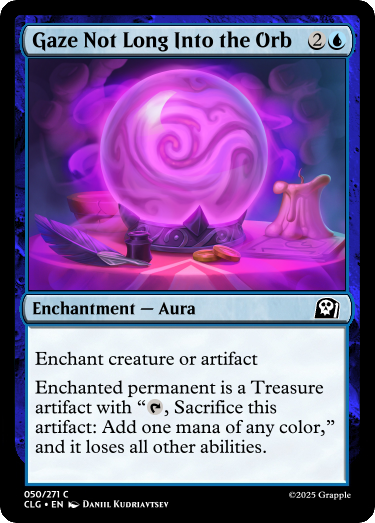 Gaze Not Long Into the Orb 2
Enchantment — Aura
Enchant creature or artifact
Enchanted permanent is a Treasure
artifact with “, Sacrifice this
artifact: Add one mana of any color,”
and it loses all other abilities.
050/271 C
CLG • EN Daniil Kudriavtsev
©2025 Grapple